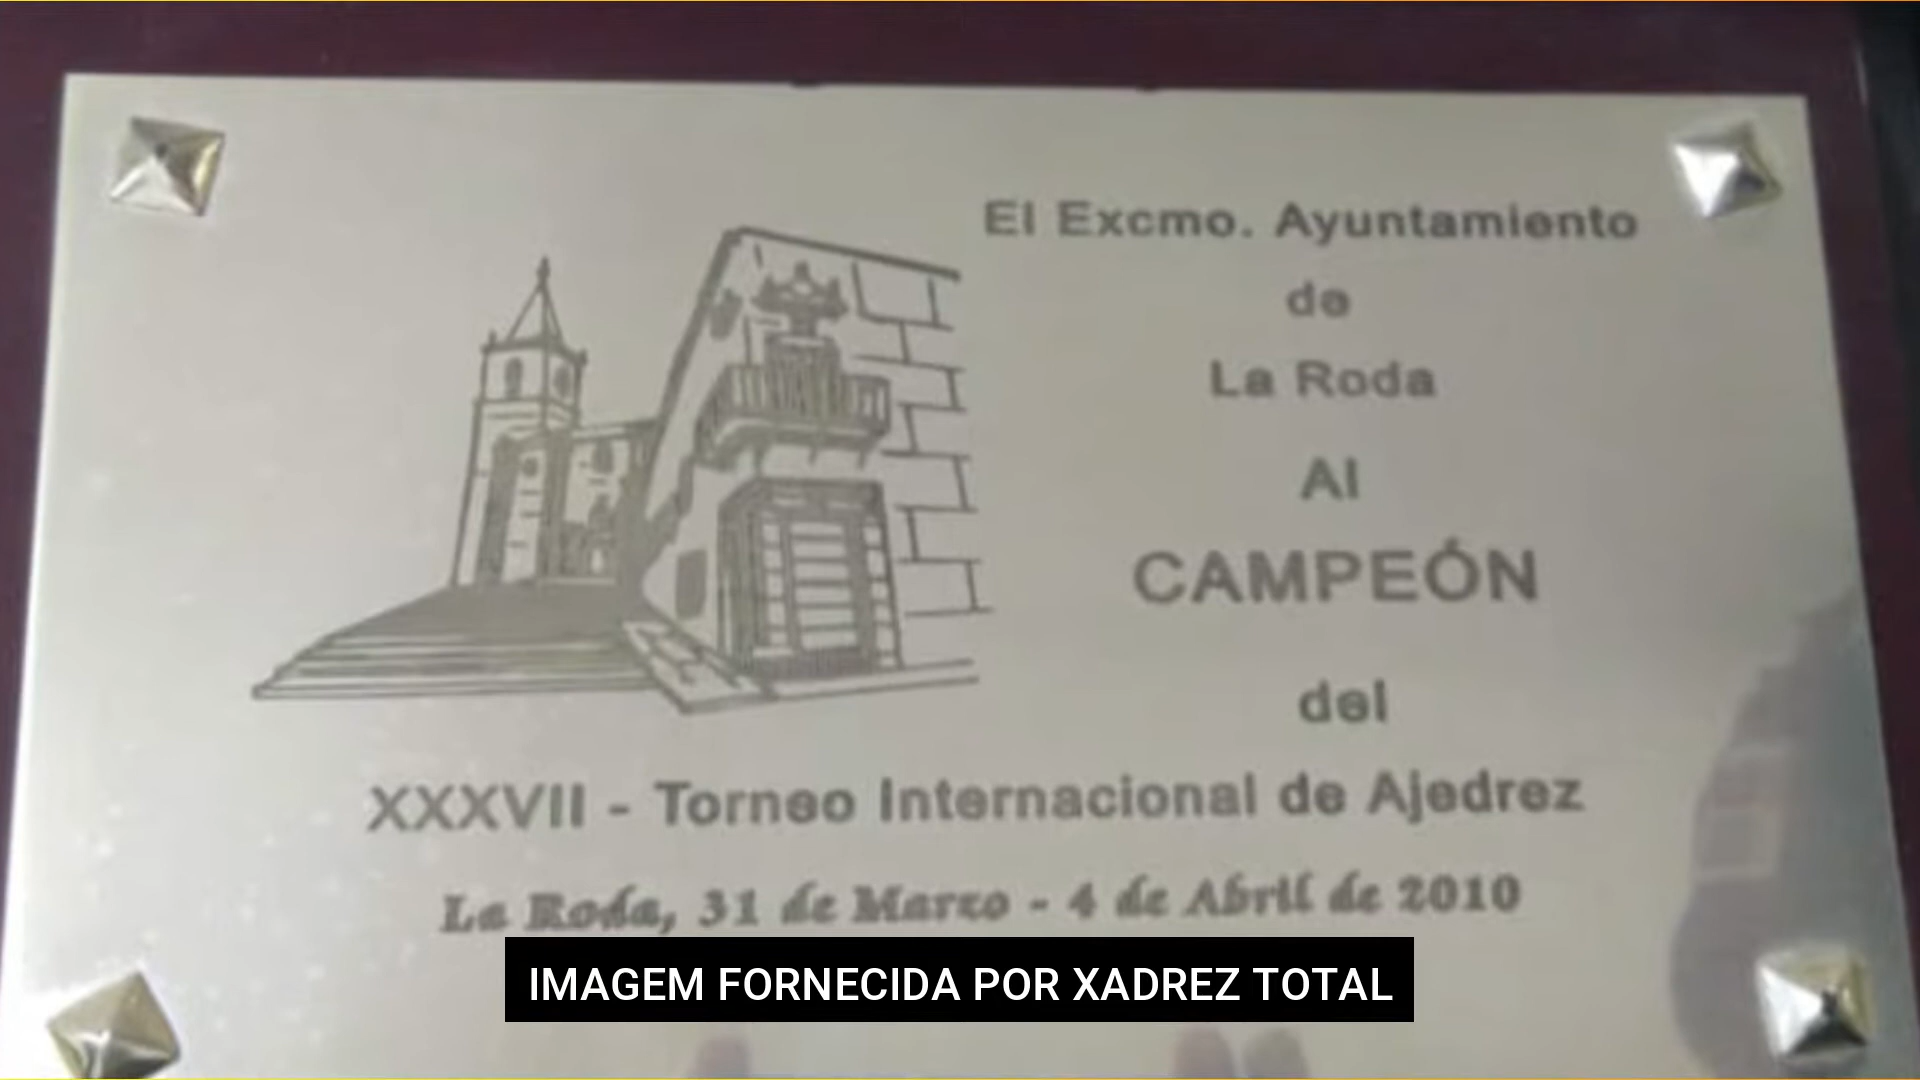 El Excmo. Ayuntamiento
de
La Roda
Al
CAMPEÓN
del
XXXVII - Torneo Internacional de Ajedrez
La Roda, 31 de Marzo - 4 de Abril de 2010
IMAGEM FORNECIDA POR XADREZ TOTAL